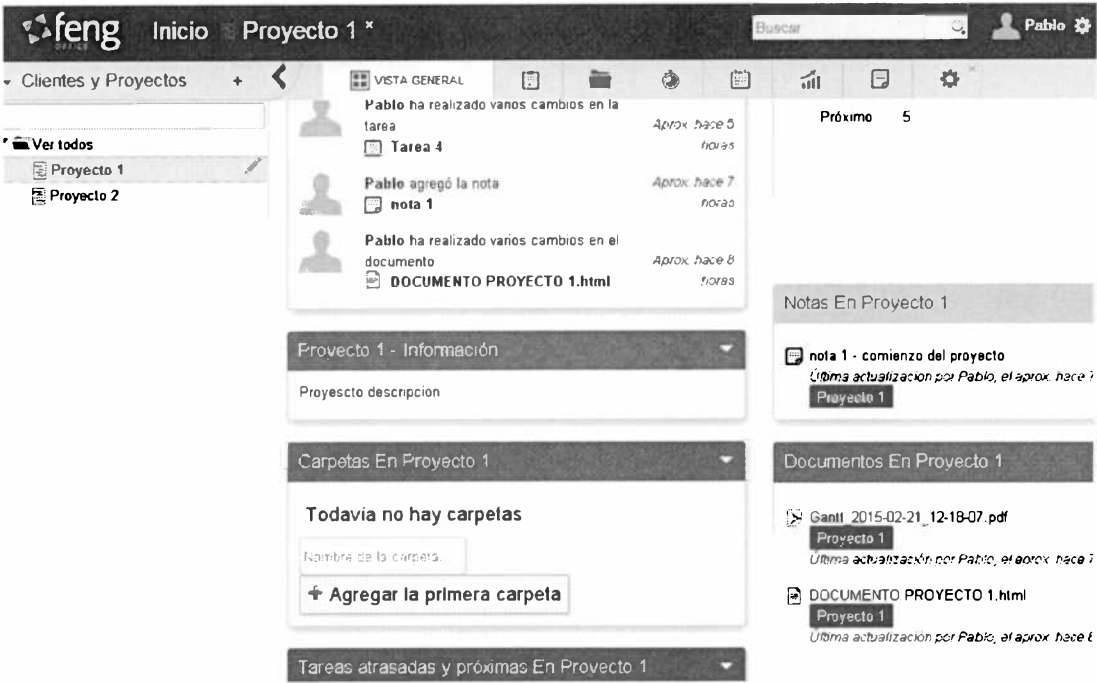 feng
OFFICE
Inicio
Proyecto 1 ×
Buscar
Pablo
Clientes y Proyectos +
VISTA GENERAL
Ver todos
Proyecto 1
Proyecto 2
Pablo ha realizado varios cambios en la
tarea
Tarea 4
Aprox. hace 5
horas
Pablo agregó la nota
nota 1
Aprox. hace 7
horas
Pablo ha realizado varios cambios en el
documento
DOCUMENTO PROYECTO 1.html
Aprox. hace 8
horas
Próximo 5
Proyecto 1 - Información
Proyescto descripcion
Carpetas En Proyecto 1
Todavía no hay carpetas
Nombre de la carpeta...
+ Agregar la primera carpeta
Tareas atrasadas y próximas En Proyecto 1
Notas En Proyecto 1
nota 1 - comienzo del proyecto
Última actualización por Pablo, el aprox. hace 7
Proyecto 1
Documentos En Proyecto 1
Gantt_2015-02-21_12-18-07.pdf
Proyecto 1
Última actualización por Pablo, el aprox. hace 7
DOCUMENTO PROYECTO 1.html
Proyecto 1
Última actualización por Pablo, el aprox. hace 8